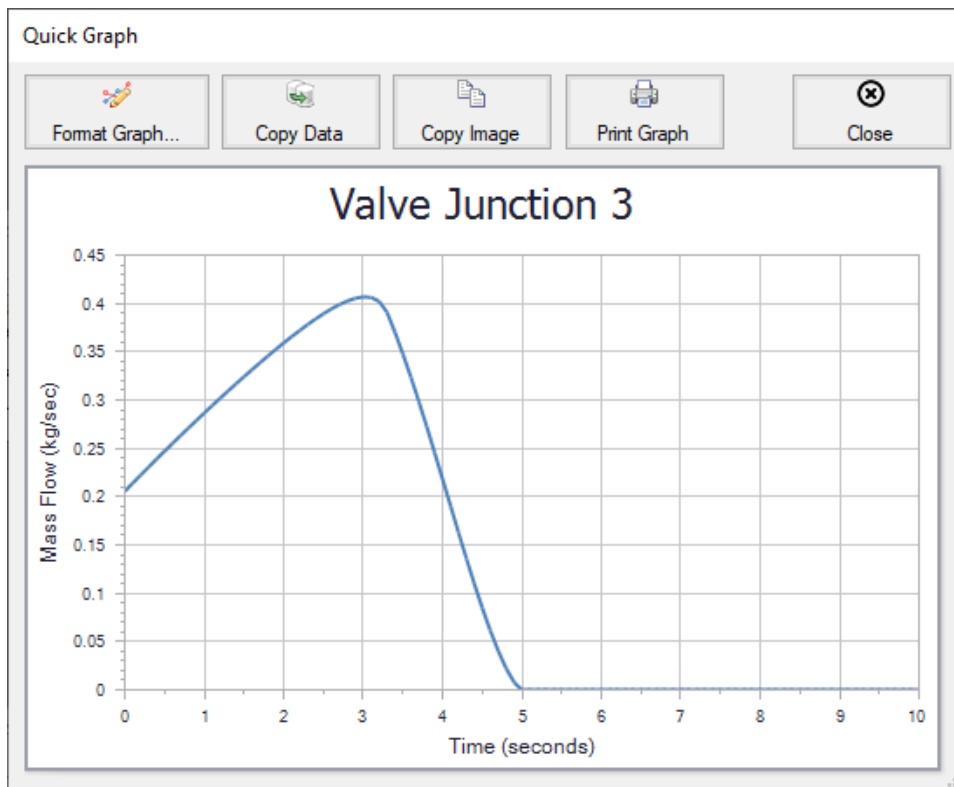 Quick Graph
Format Graph... Copy Data Copy Image Print Graph Close
Valve Junction 3
Mass Flow (kg/sec)
0.45
0.4
0.35
0.3
0.25
0.2
0.15
0.1
0.05
0
0 1 2 3 4 5 6 7 8 9 10
Time (seconds)